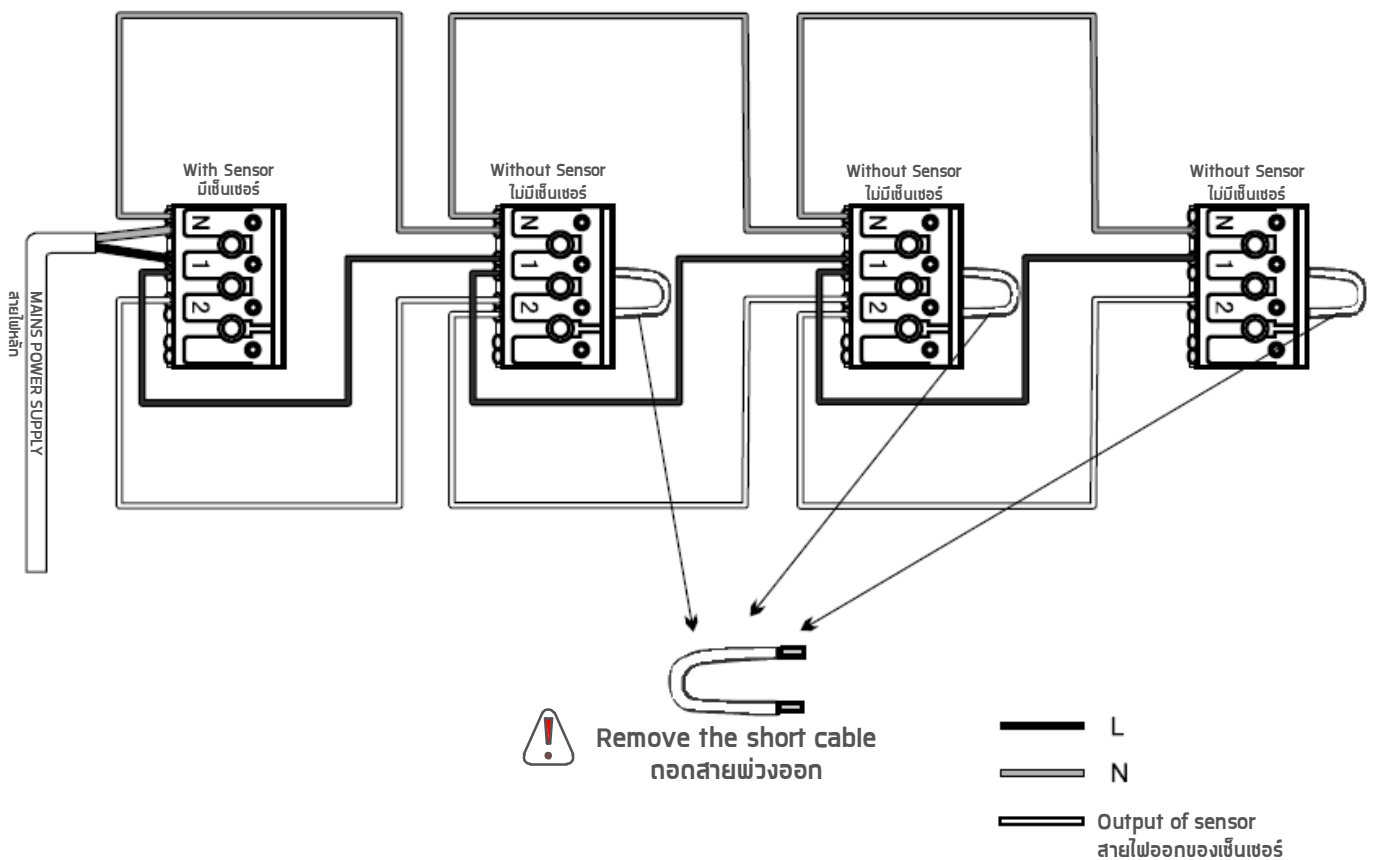 With Sensor
มีเซ็นเซอร์
Without Sensor
ไม่มีเซ็นเซอร์
Without Sensor
ไม่มีเซ็นเซอร์
Without Sensor
ไม่มีเซ็นเซอร์
N
1
2
N
1
2
N
1
2
N
1
2
MAINS POWER SUPPLY
สายไฟหลัก
Remove the short cable
ถอดสายพ่วงออก
L
N
Output of sensor
สายไฟออกของเซ็นเซอร์